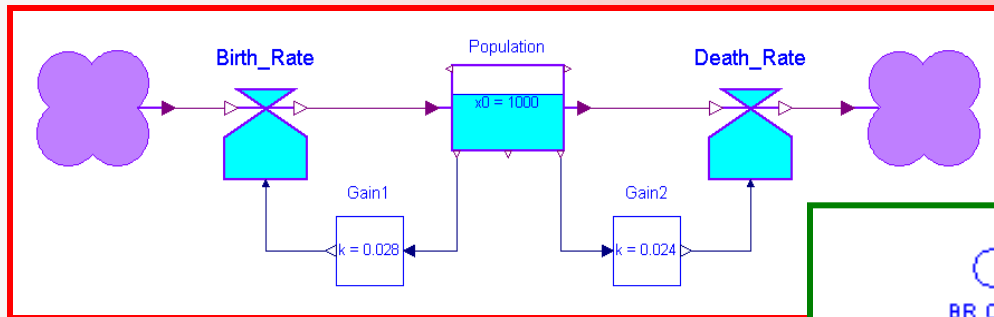 Population
Birth_Rate
Death_Rate
x0 = 1000
Gain1
Gain2
k = 0.028
k = 0.024